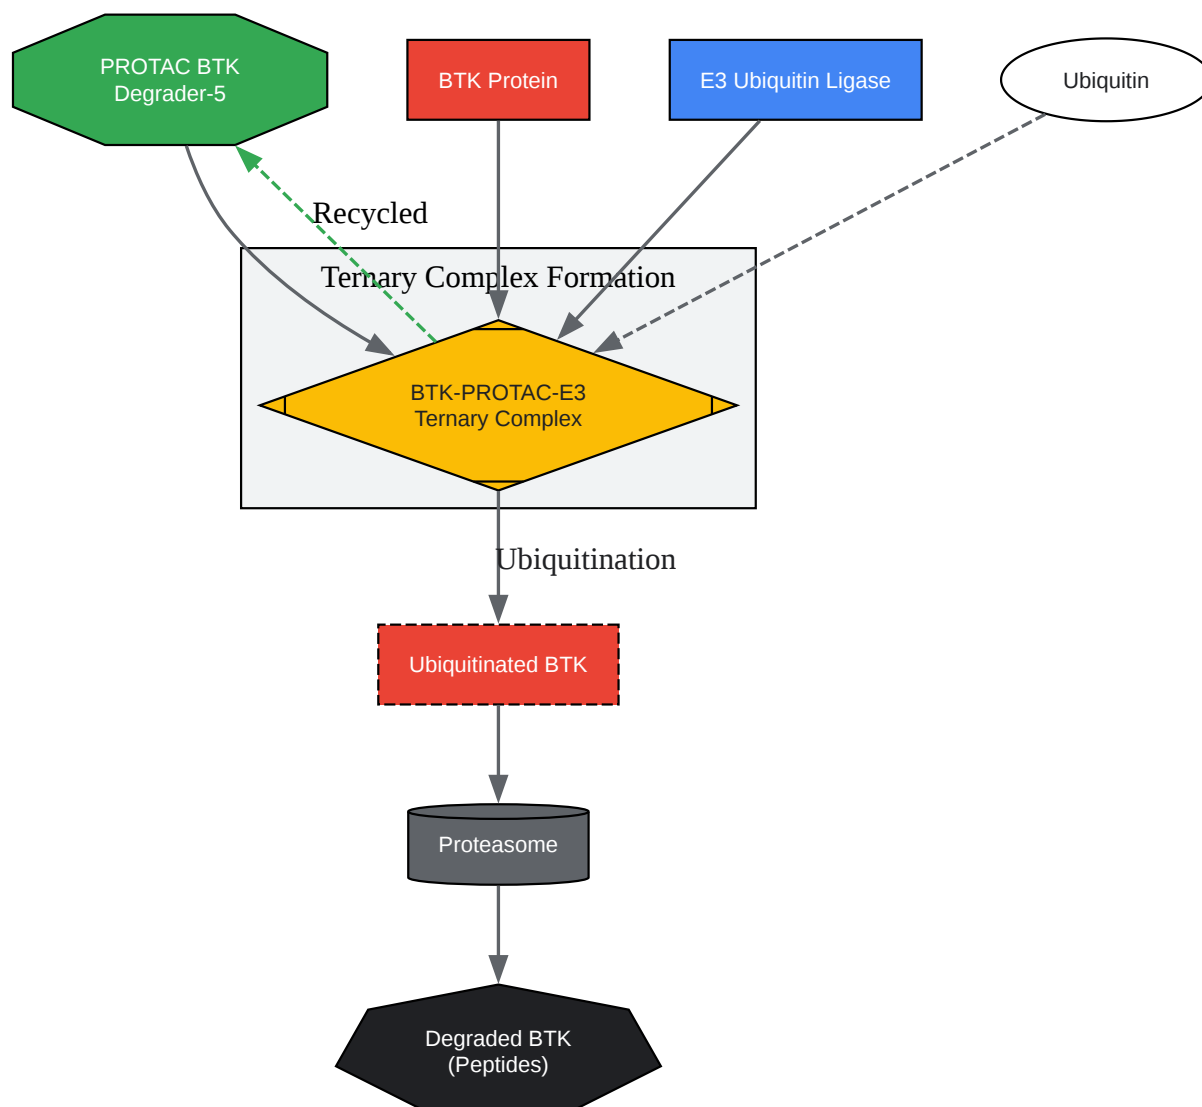 PROTAC BTK
Degrader-5
BTK Protein
E3 Ubiquitin Ligase
Ubiquitin
Recycled
Ternary Complex Formation
BTK-PROTAC-E3
Ternary Complex
Ubiquitination
Ubiquitinated BTK
Proteasome
Degraded BTK
(Peptides)